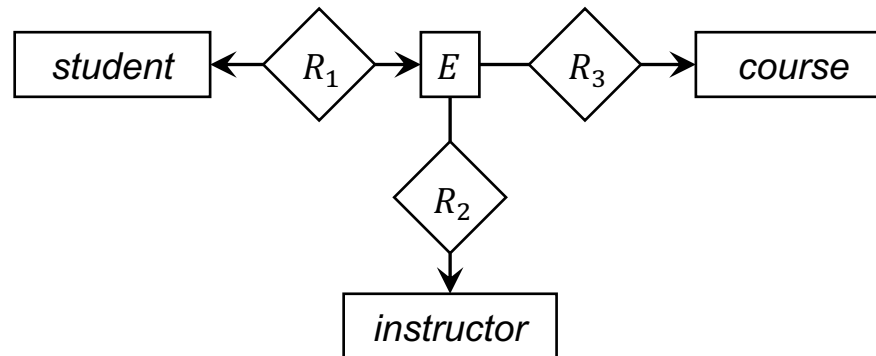 student R₁ E R₃ course
R₂
instructor